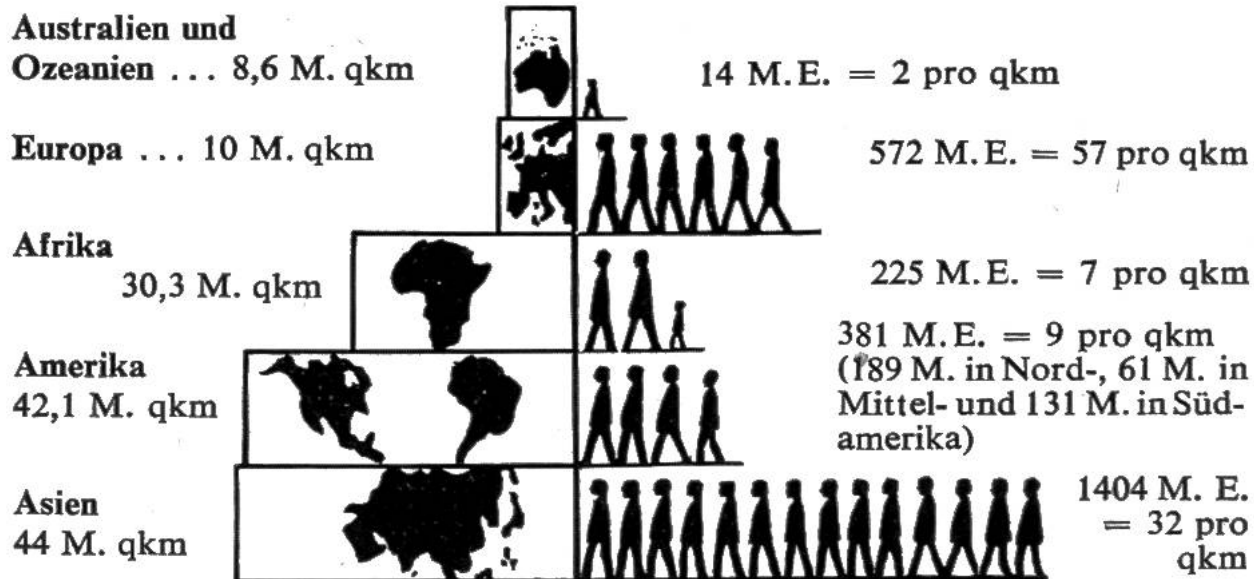 Australien und
Ozeanien ... 8,6 M. qkm
14 M.E. = 2 pro qkm
Europa ... 10 M. qkm
572 M.E. = 57 pro qkm
Afrika
30,3 M. qkm
225 M.E. = 7 pro qkm
Amerika
42,1 M. qkm
381 M.E. = 9 pro qkm
(189 M. in Nord-, 61 M. in
Mittel- und 131 M. in Süd-
amerika)
Asien
44 M. qkm
1404 M. E.
= 32 pro
qkm